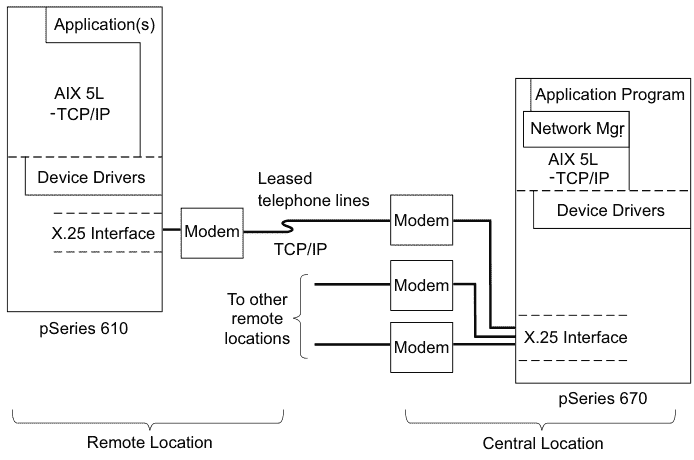 Application(s)
AIX 5L
-TCP/IP
Device Drivers
X.25 Interface
pSeries 610
Modem
Leased
telephone lines
TCP/IP
To other
remote
locations
Modem
Modem
Modem
Application Program
Network Mgr
AIX 5L
-TCP/IP
Device Drivers
X.25 Interface
pSeries 670
Remote Location
Central Location